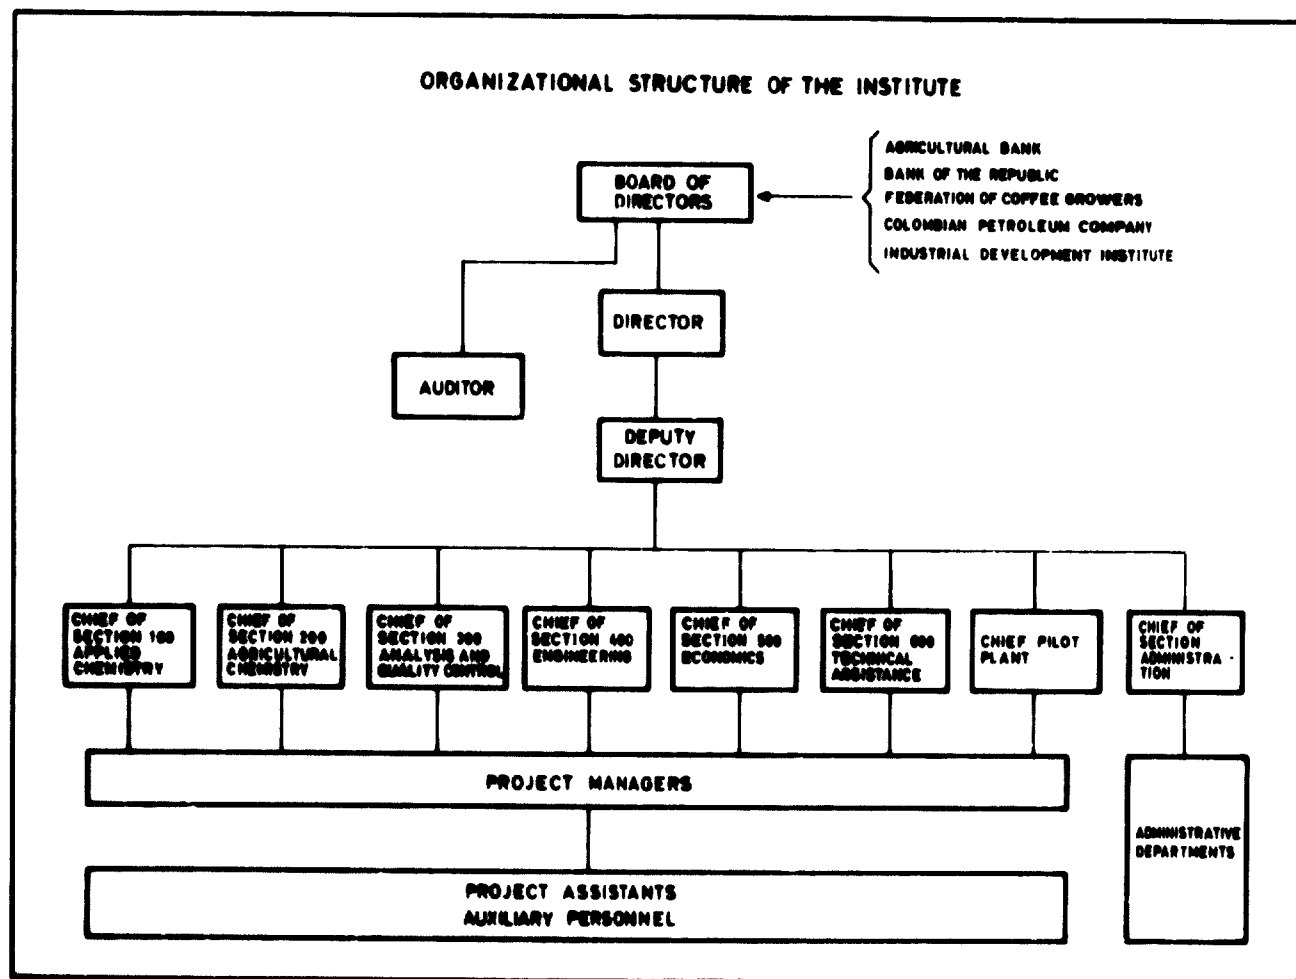 ORGANIZATIONAL STRUCTURE OF THE INSTITUTE
BOARD OF
DIRECTORS
AGRICULTURAL BANK
BANK OF THE REPUBLIC
FEDERATION OF COFFEE GROWERS
COLOMBIAN PETROLEUM COMPANY
INDUSTRIAL DEVELOPMENT INSTITUTE
DIRECTOR
AUDITOR
DEPUTY
DIRECTOR
CHIEF OF
SECTION 100
APPLIED
CHEMISTRY
CHIEF OF
SECTION 200
AGRICULTURAL
CHEMISTRY
CHIEF OF
SECTION 300
ANALYSIS AND
QUALITY CONTROL
CHIEF OF
SECTION 400
ENGINEERING
CHIEF OF
SECTION 500
ECONOMICS
CHIEF OF
SECTION 600
TECHNICAL
ASSISTANCE
CHIEF PILOT
PLANT
CHIEF OF
SECTION
ADMINISTRA -
TION
PROJECT MANAGERS
ADMINISTRATIVE
DEPARTMENTS
PROJECT ASSISTANTS
AUXILIARY PERSONNEL